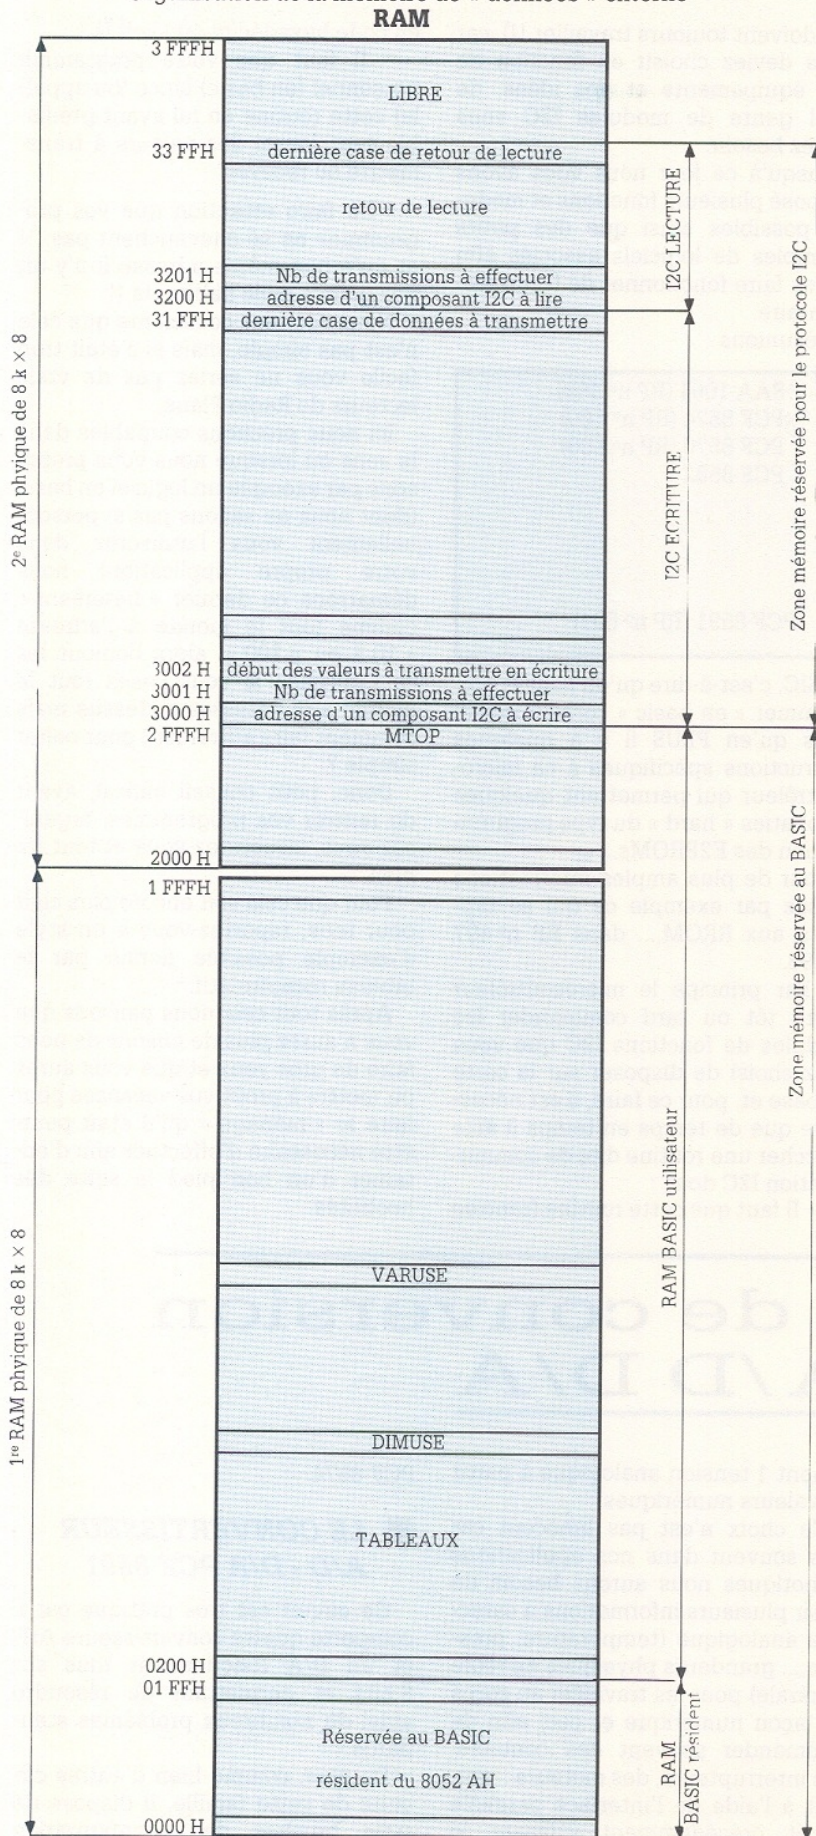 RAM
3 FFFH
LIBRE
33 FFH
dernière case de retour de lecture
retour de lecture
3201 H
Nb de transmissions à effectuer
3200 H
adresse d'un composant I2C à lire
31 FFH
dernière case de données à transmettre
3002 H
début des valeurs à transmettre en écriture
3001 H
Nb de transmissions à effectuer
3000 H
adresse d'un composant I2C à écrire
2 FFFH
MTOP
2000 H
1 FFFH
VARUSE
DIMUSE
TABLEAUX
0200 H
01 FFH
Réservée au BASIC
résident du 8052 AH
0000 H
2e RAM phyique de 8 k × 8
1re RAM phyique de 8 k × 8
I2C LECTURE
I2C ECRITURE
RAM BASIC utilisateur
RAM
BASIC résident
Zone mémoire réservée pour le protocole I2C
Zone mémoire réservée au BASIC